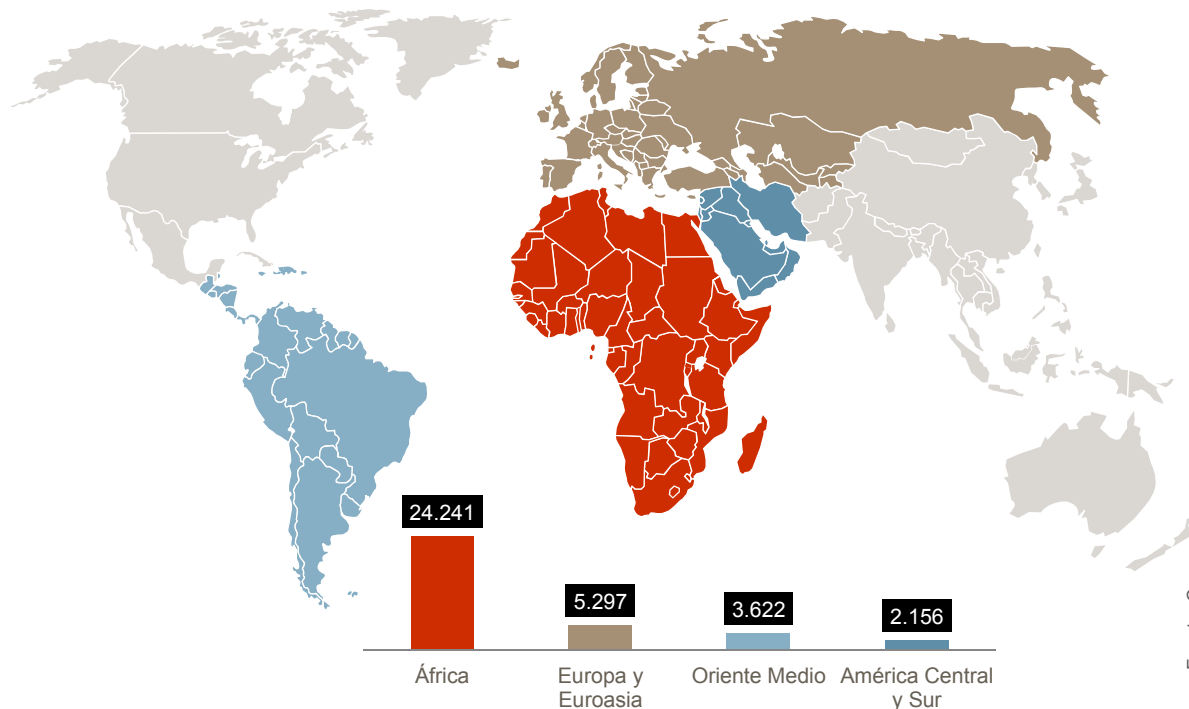 24.241
5.297
3.622
2.156
África
Europa y
Euroasia
Oriente Medio
América Central
y Sur